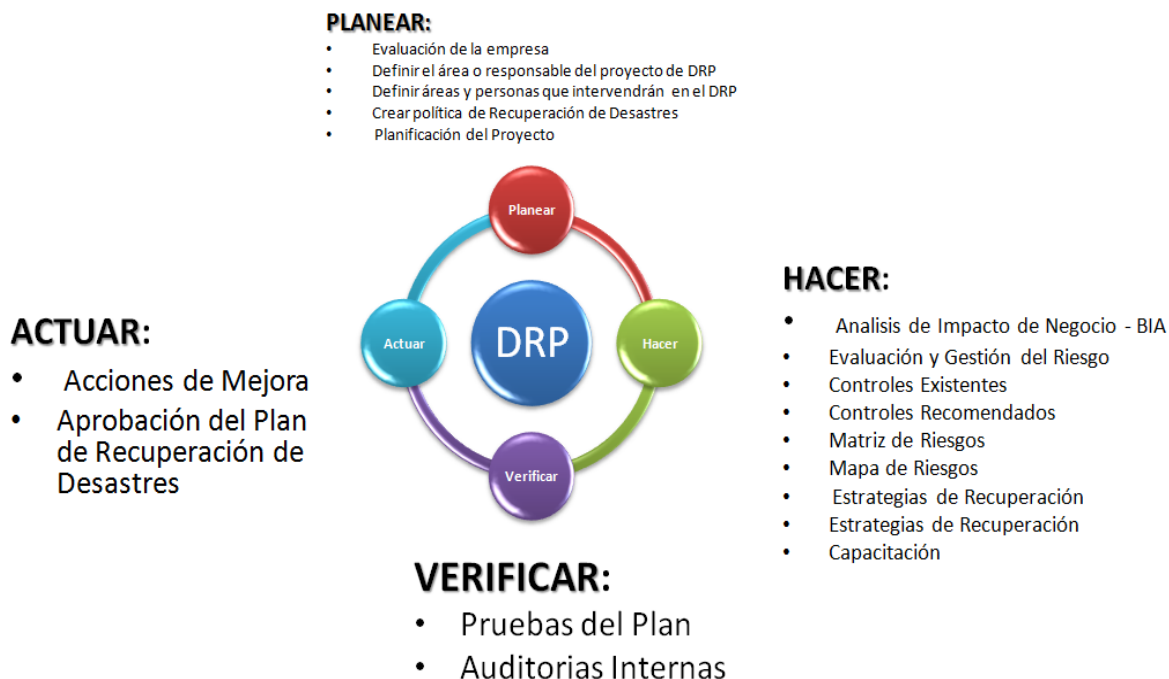 PLANEAR:
• Evaluación de la empresa
• Definir el área o responsable del proyecto de DRP
• Definir áreas y personas que intervendrán en el DRP
• Crear política de Recuperación de Desastres
• Planificación del Proyecto
Planear
Actuar
DRP
Hacer
Verificar
HACER:
• Analisis de Impacto de Negocio - BIA
• Evaluación y Gestión del Riesgo
• Controles Existentes
• Controles Recomendados
• Matriz de Riesgos
• Mapa de Riesgos
• Estrategias de Recuperación
• Estrategias de Recuperación
• Capacitación
ACTUAR:
• Acciones de Mejora
• Aprobación del Plan
de Recuperación de
Desastres
VERIFICAR:
• Pruebas del Plan
• Auditorias Internas